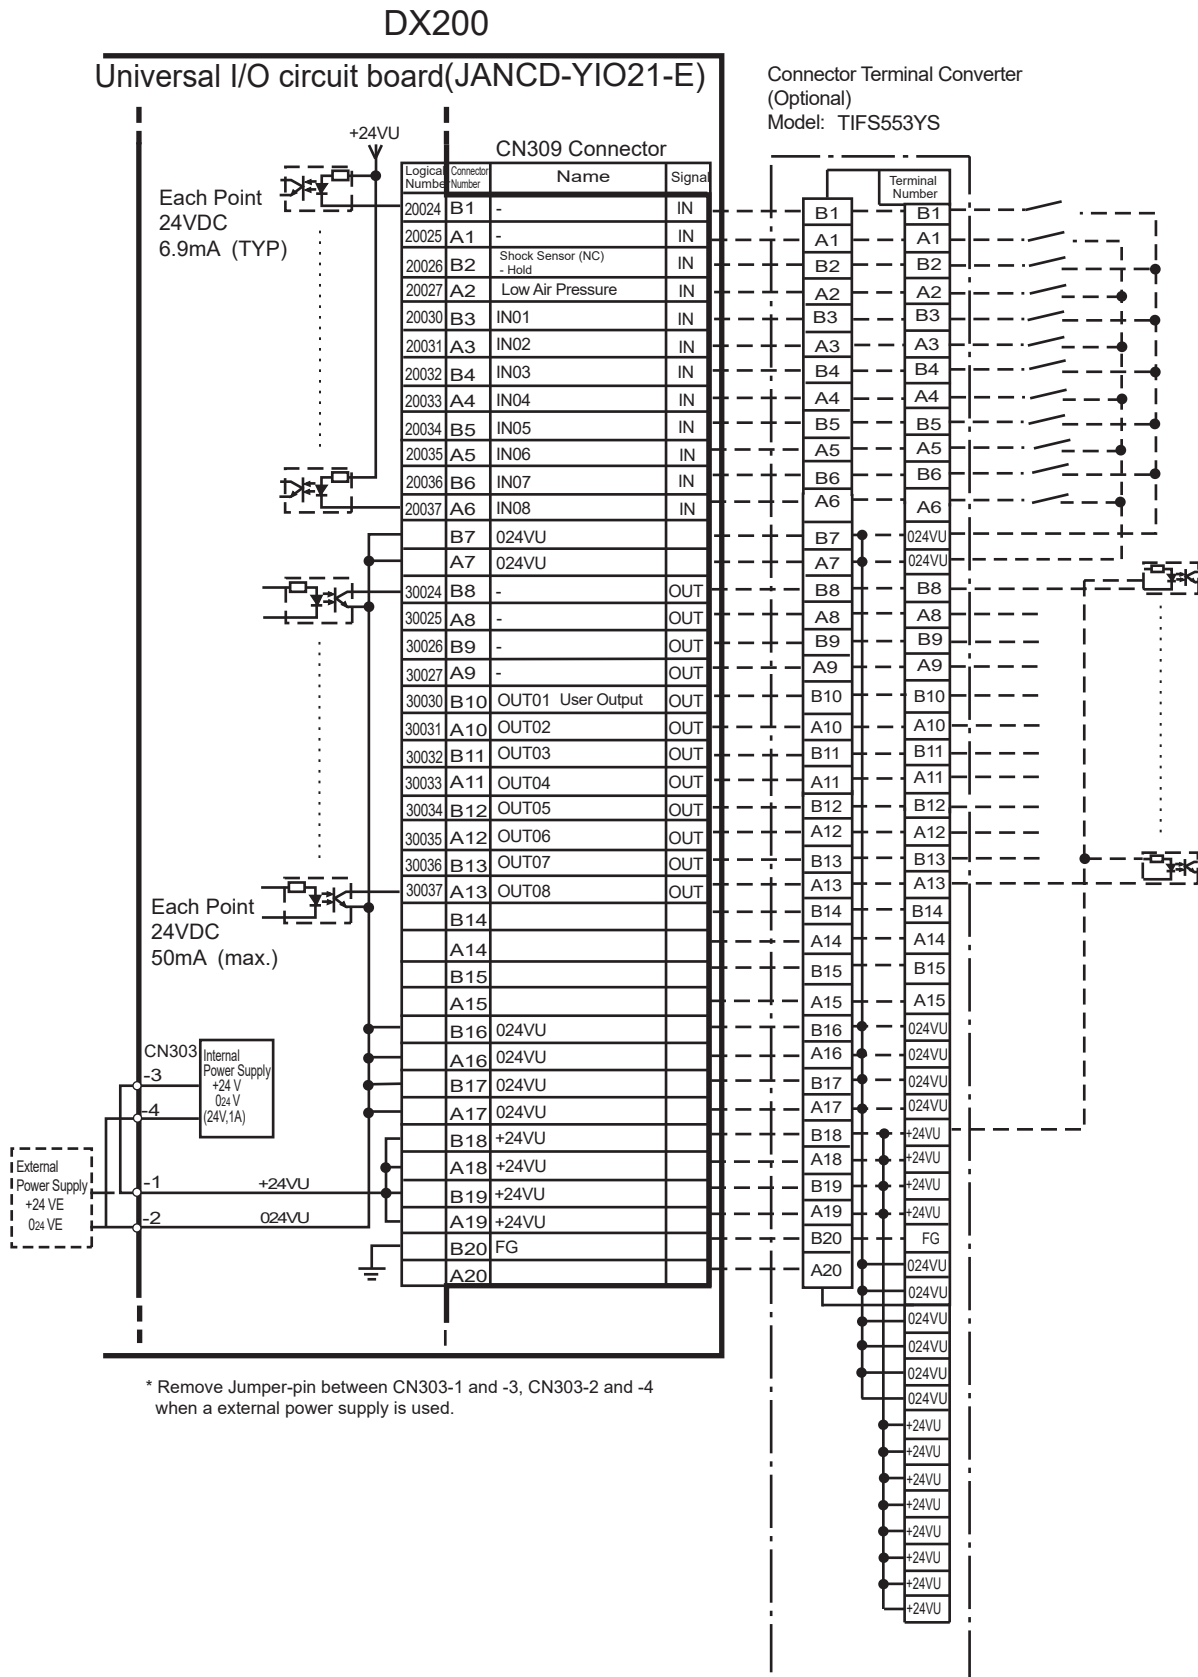 DX200
Universal I/O circuit board(JANCD-YIO21-E)
Connector Terminal Converter
(Optional)
Model: TIFS553YS
+24VU
CN309 Connector
Each Point
24VDC
6.9mA (TYP)
Logical Number Connector Number Name Signal
Terminal
Number
20024 B1 - IN B1 B1
20025 A1 - IN A1 A1
20026 B2 Shock Sensor (NC) - Hold IN B2 B2
20027 A2 Low Air Pressure IN A2 A2
20030 B3 IN01 IN B3 B3
20031 A3 IN02 IN A3 A3
20032 B4 IN03 IN B4 B4
20033 A4 IN04 IN A4 A4
20034 B5 IN05 IN B5 B5
20035 A5 IN06 IN A5 A5
20036 B6 IN07 IN B6 B6
20037 A6 IN08 IN A6 A6
B7 024VU B7 024VU
A7 024VU A7 024VU
30024 B8 - OUT B8 B8
30025 A8 - OUT A8 A8
30026 B9 - OUT B9 B9
30027 A9 - OUT A9 A9
30030 B10 OUT01 User Output OUT B10 B10
30031 A10 OUT02 OUT A10 A10
30032 B11 OUT03 OUT B11 B11
30033 A11 OUT04 OUT A11 A11
30034 B12 OUT05 OUT B12 B12
30035 A12 OUT06 OUT A12 A12
30036 B13 OUT07 OUT B13 B13
30037 A13 OUT08 OUT A13 A13
Each Point
24VDC
50mA (max.)
B14 B14 B14
A14 A14 A14
B15 B15 B15
A15 A15 A15
B16 024VU B16 024VU
A16 024VU A16 024VU
B17 024VU B17 024VU
A17 024VU A17 024VU
B18 +24VU B18 +24VU
A18 +24VU A18 +24VU
B19 +24VU B19 +24VU
A19 +24VU A19 +24VU
B20 FG B20 FG
A20 A20 024VU
CN303
-3
-4
Internal
Power Supply
+24 V
024 V
(24V,1A)
External
Power Supply
+24 VE
024 VE
-1 +24VU
-2 024VU
024VU
024VU
024VU
024VU
024VU
+24VU
+24VU
+24VU
+24VU
+24VU
+24VU
+24VU
+24VU
* Remove Jumper-pin between CN303-1 and -3, CN303-2 and -4
when a external power supply is used.